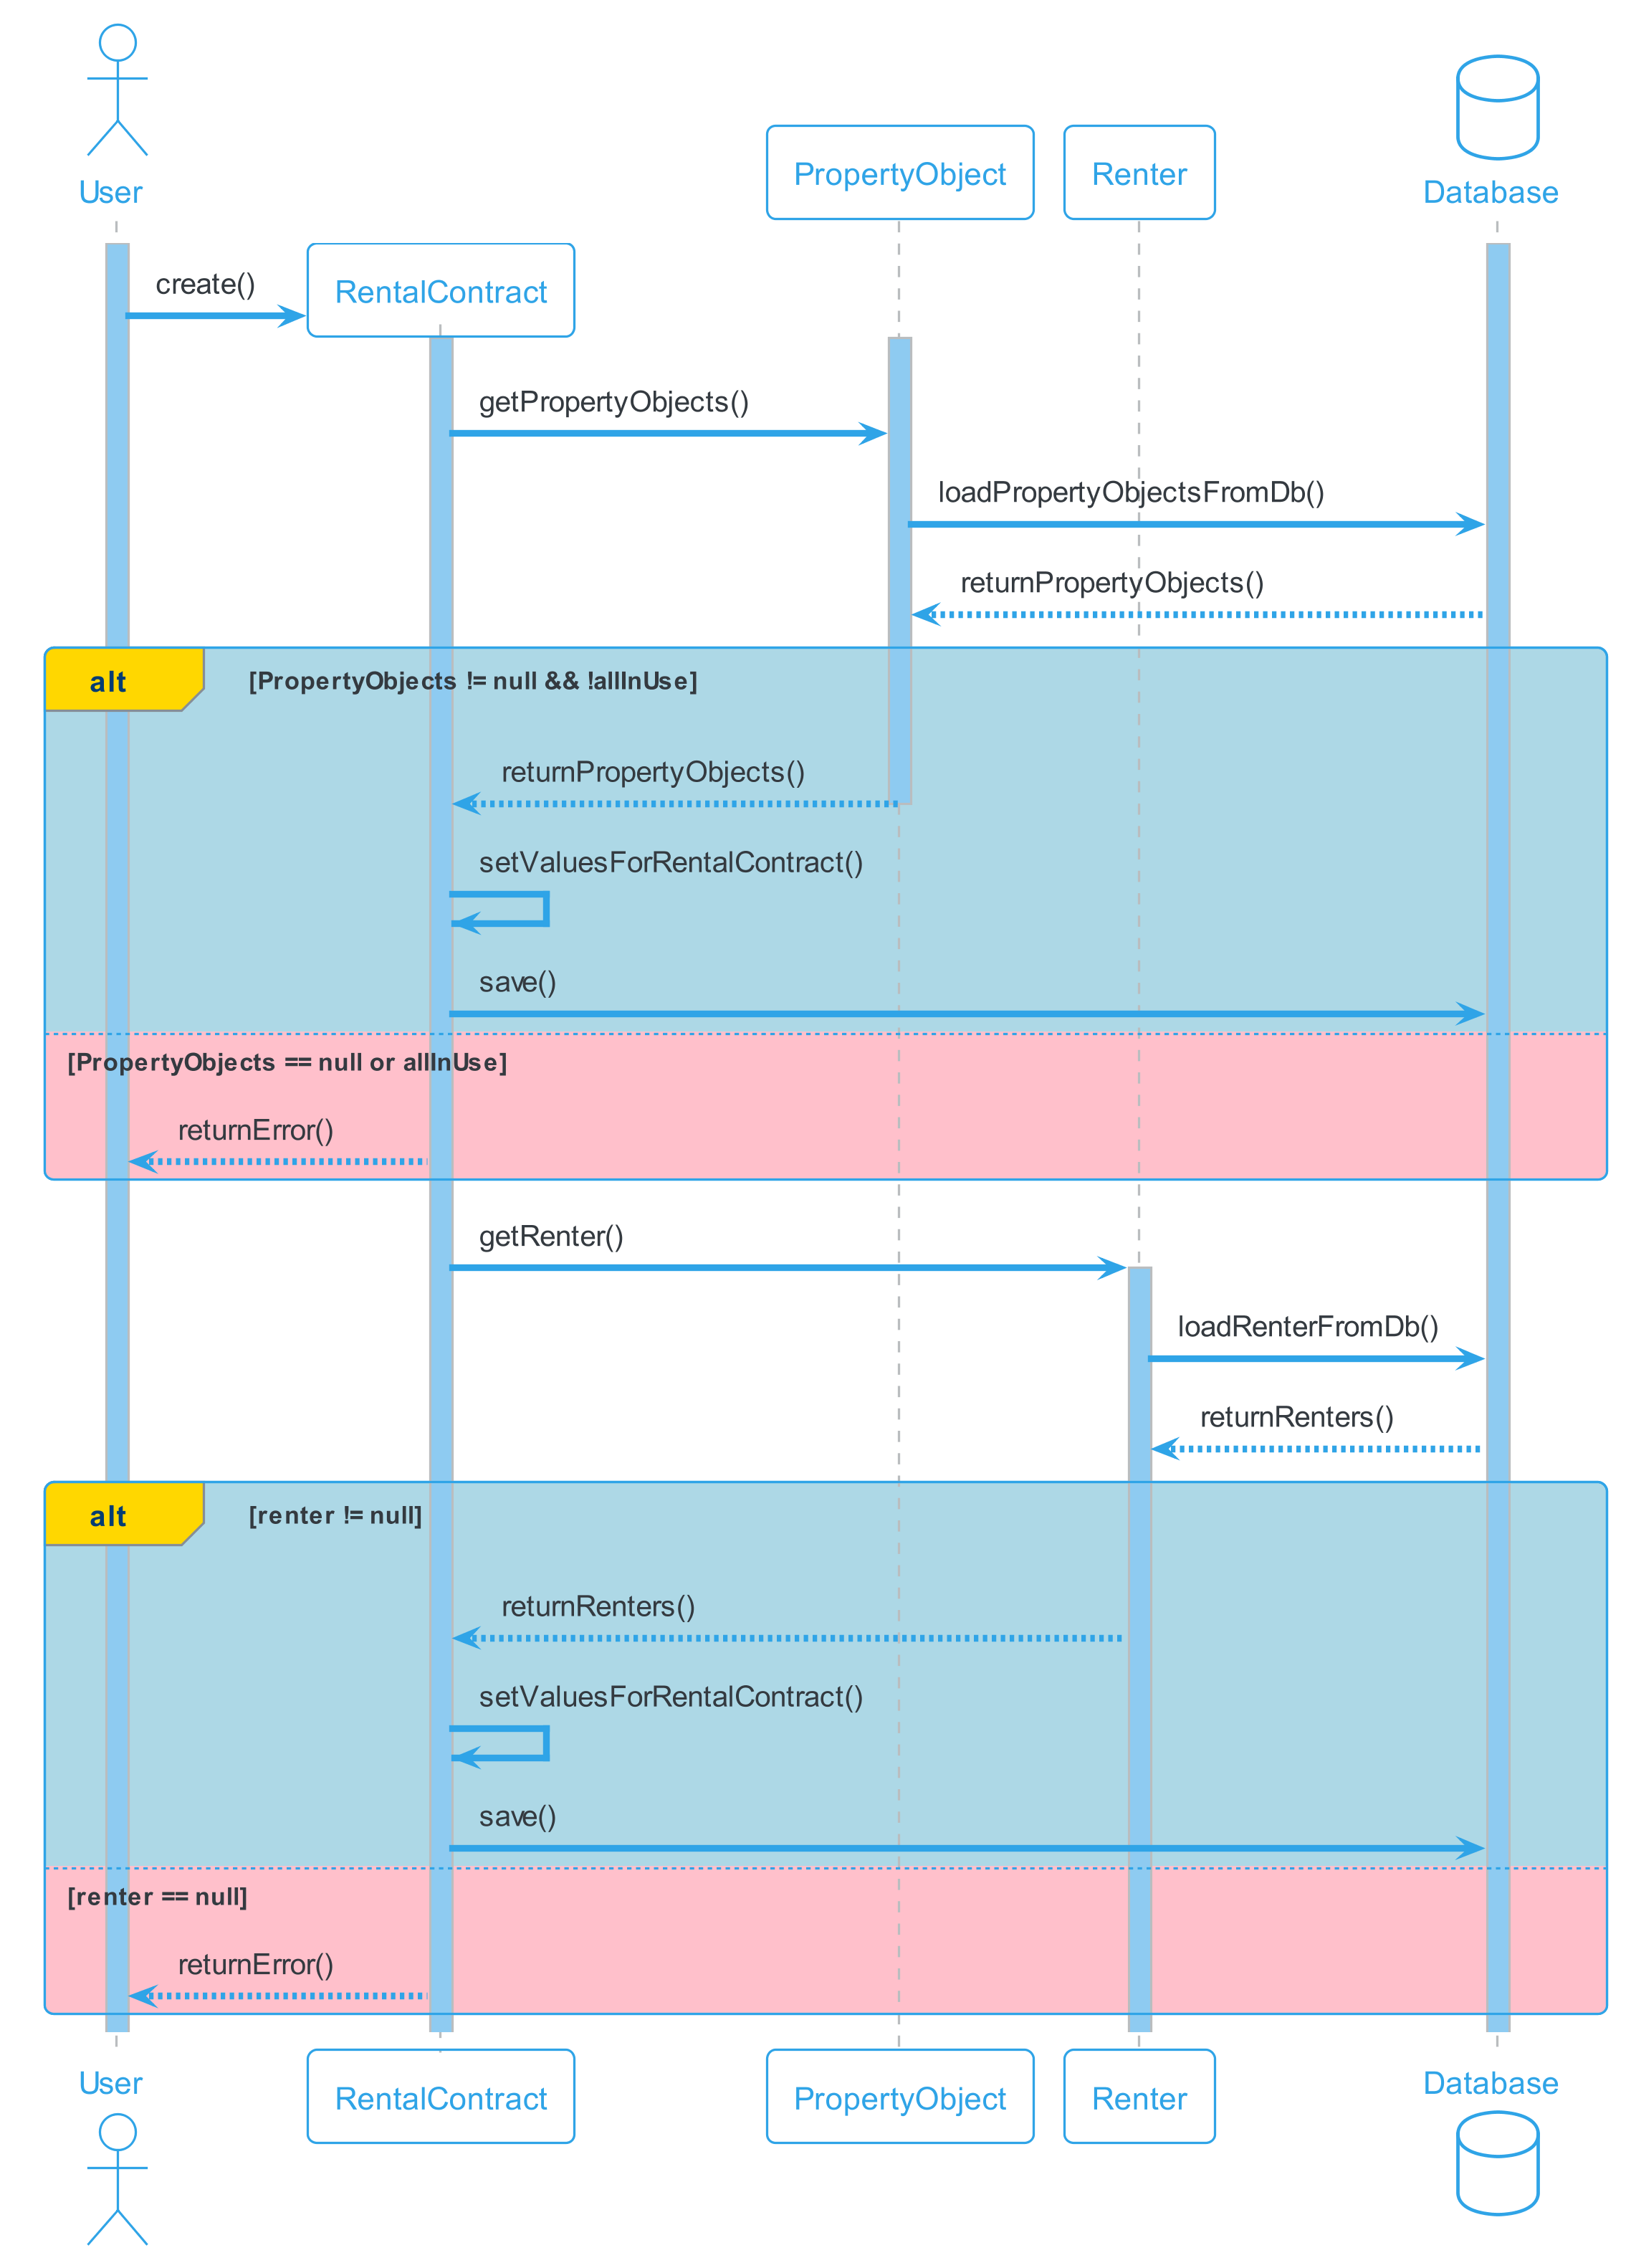 User
PropertyObject
Renter
Database
create()
RentalContract
getPropertyObjects()
loadPropertyObjectsFromDb()
returnPropertyObjects()
alt
[PropertyObjects != null && !allInUse]
returnPropertyObjects()
setValuesForRentalContract()
save()
[PropertyObjects == null or allInUse]
returnError()
getRenter()
loadRenterFromDb()
returnRenters()
alt
[renter != null]
returnRenters()
setValuesForRentalContract()
save()
[renter == null]
returnError()
User
RentalContract
PropertyObject
Renter
Database